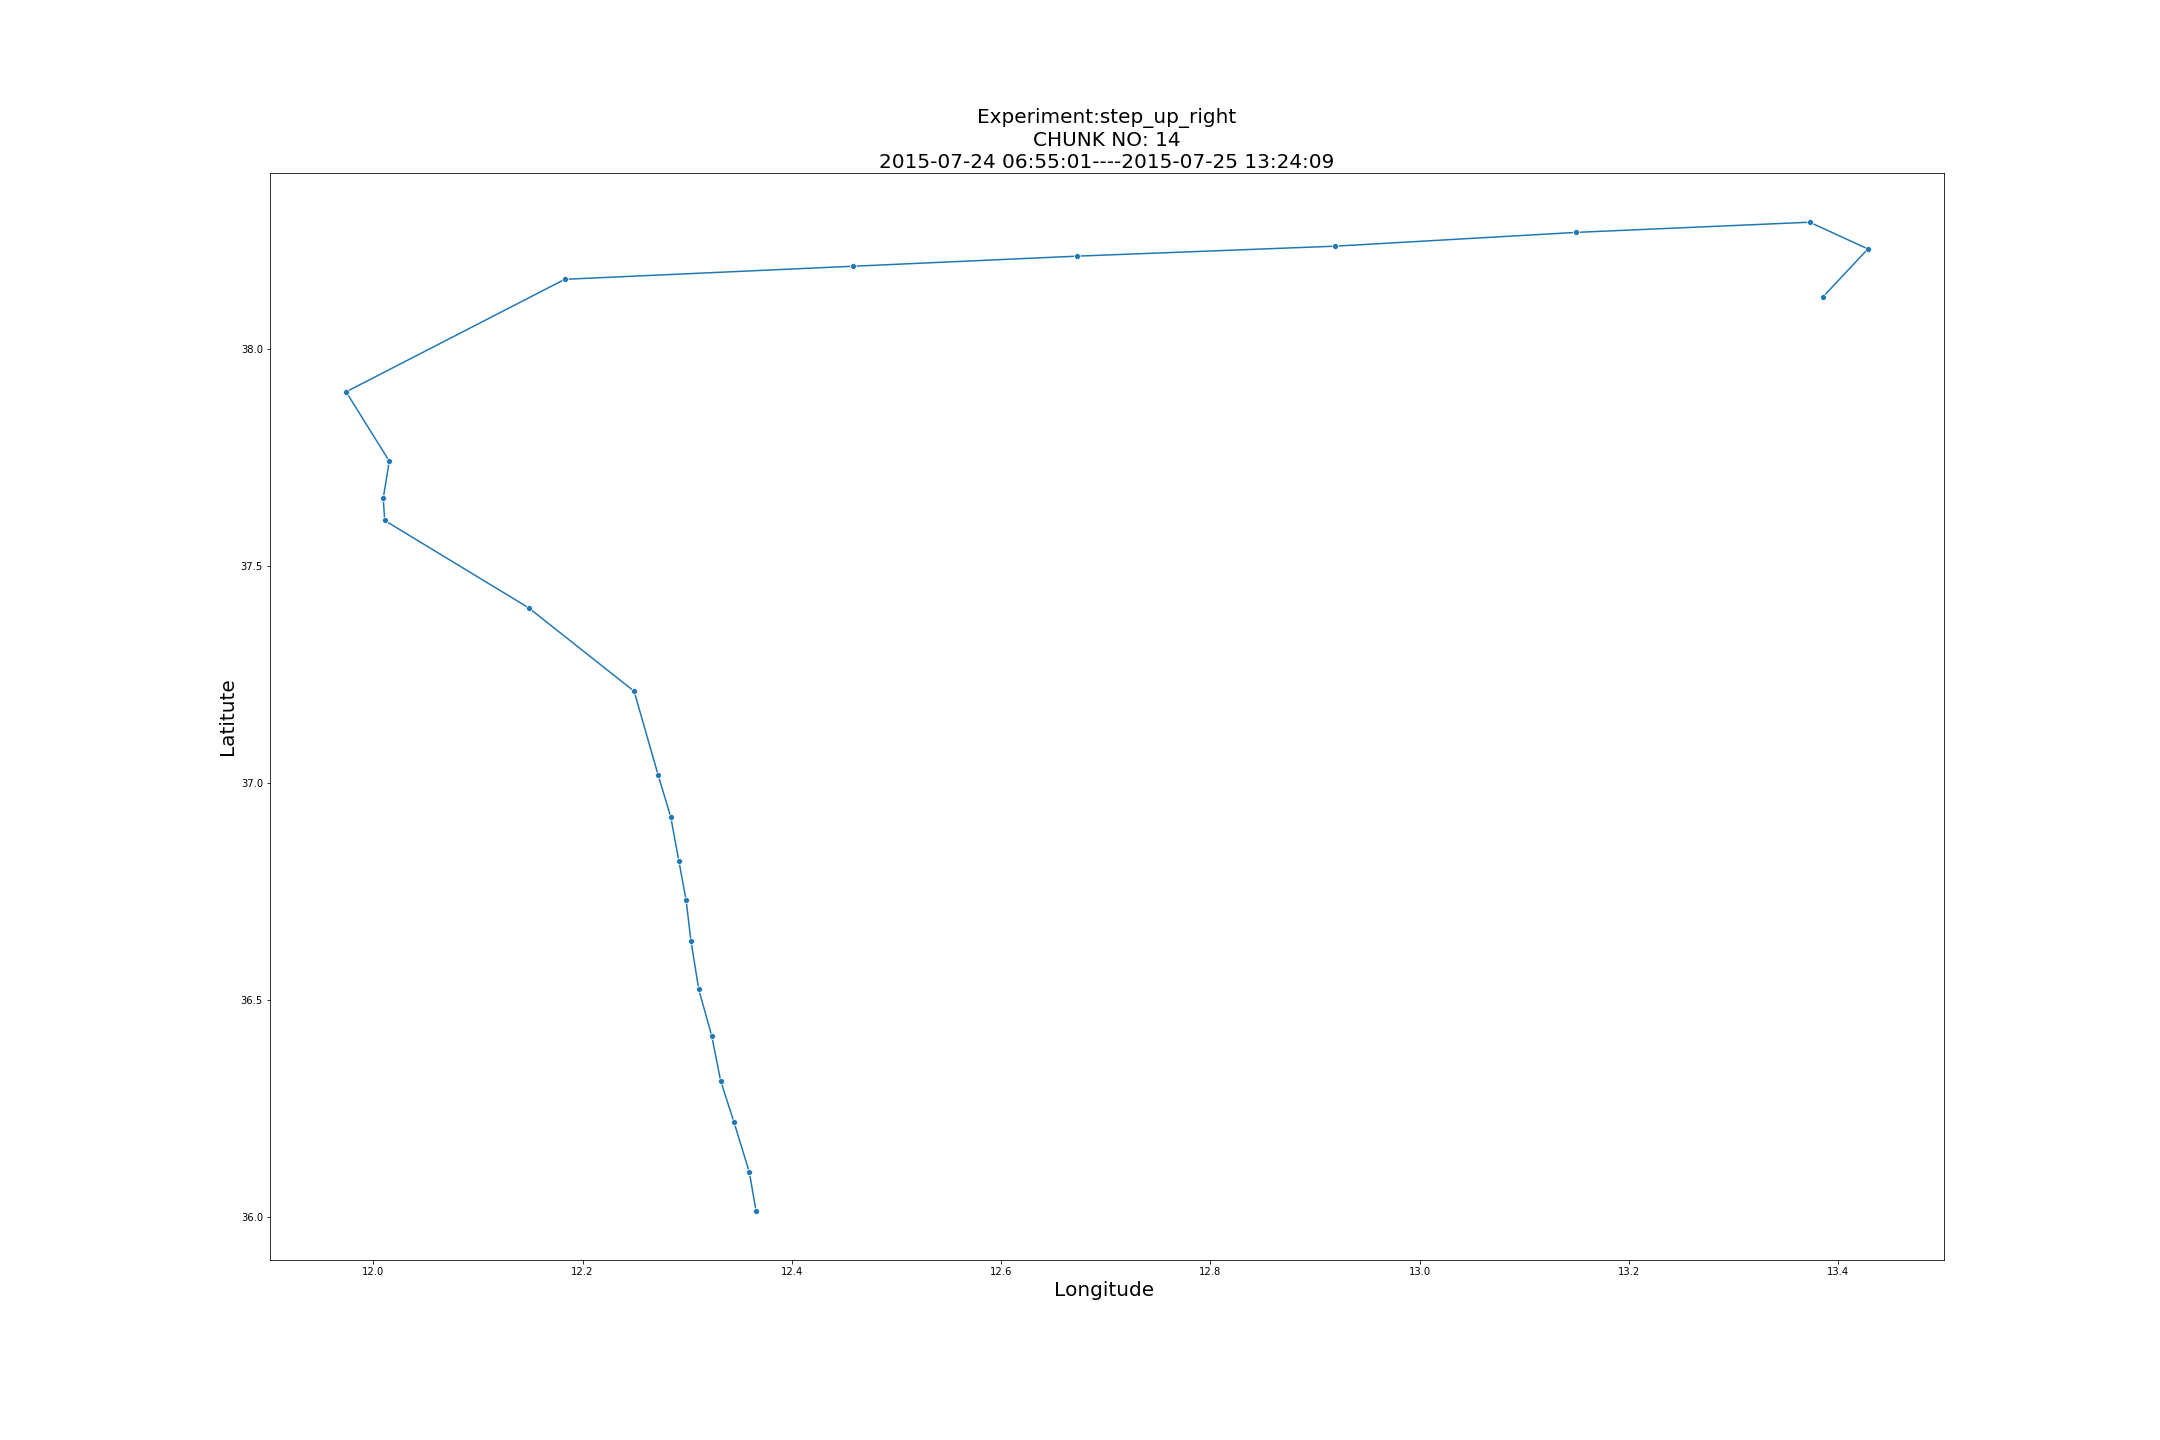 Experiment:step_up_right
CHUNK NO: 14
2015-07-24 06:55:01----2015-07-25 13:24:09
Latitute
38.0
37.5
37.0
36.5
36.0
12.0 12.2 12.4 12.6 12.8 13.0 13.2 13.4
Longitude